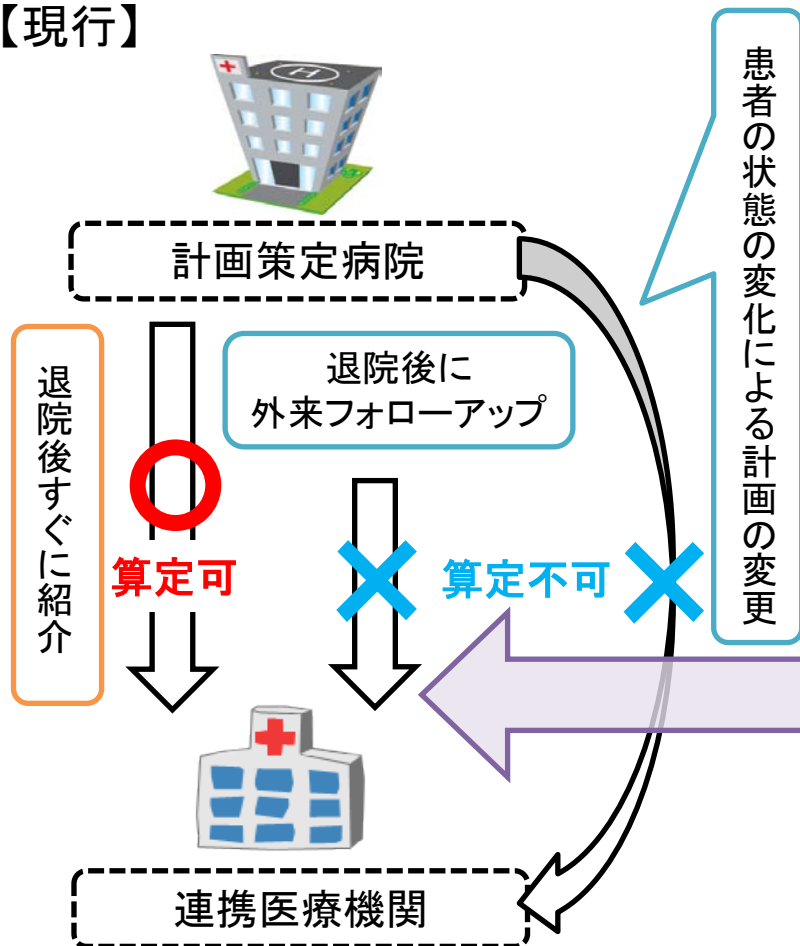 【現行】
計画策定病院
患者の状態の変化による計画の変更
退院後すぐに紹介
退院後に
外来フォローアップ
算定可
算定不可
連携医療機関